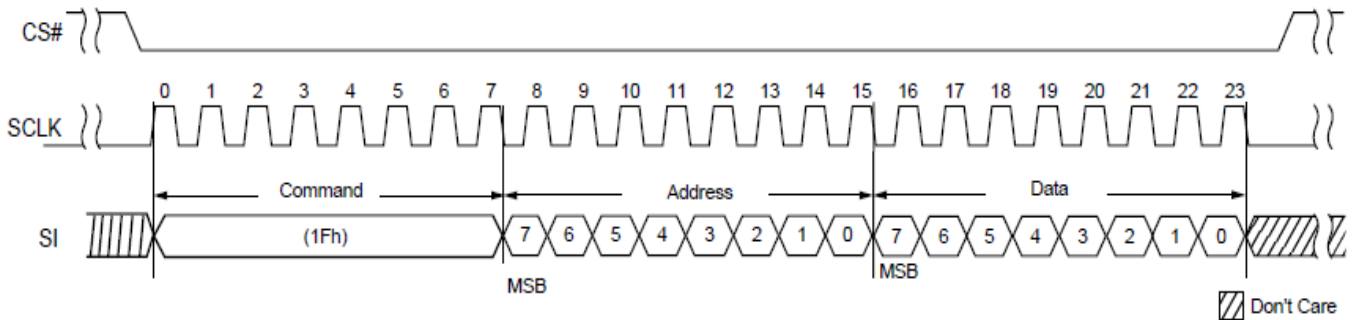 CS#
0 1 2 3 4 5 6 7 8 9 10 11 12 13 14 15 16 17 18 19 20 21 22 23
SCLK
Command Address Data
SI (1Fh) 7 6 5 4 3 2 1 0 7 6 5 4 3 2 1 0
MSB MSB
Don't Care